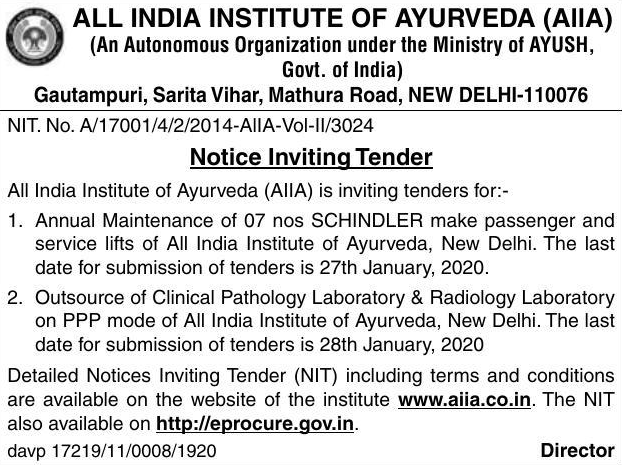 ALL INDIA INSTITUTE OF AYURVEDA (AIIA)
(An Autonomous Organization under the Ministry of AYUSH,
Govt. of India)
Gautampuri, Sarita Vihar, Mathura Road, NEW DELHI-110076
NIT. No. A/17001/4/2/2014-AIIA-Vol-II/3024
Notice Inviting Tender
All India Institute of Ayurveda (AIIA) is inviting tenders for:-
1. Annual Maintenance of 07 nos SCHINDLER make passenger and
service lifts of All India Institute of Ayurveda, New Delhi. The last
date for submission of tenders is 27th January, 2020.
2. Outsource of Clinical Pathology Laboratory & Radiology Laboratory
on PPP mode of All India Institute of Ayurveda, New Delhi. The last
date for submission of tenders is 28th January, 2020
Detailed Notices Inviting Tender (NIT) including terms and conditions
are available on the website of the institute www.aiia.co.in. The NIT
also available on http://eprocure.gov.in.
davp 17219/11/0008/1920 Director